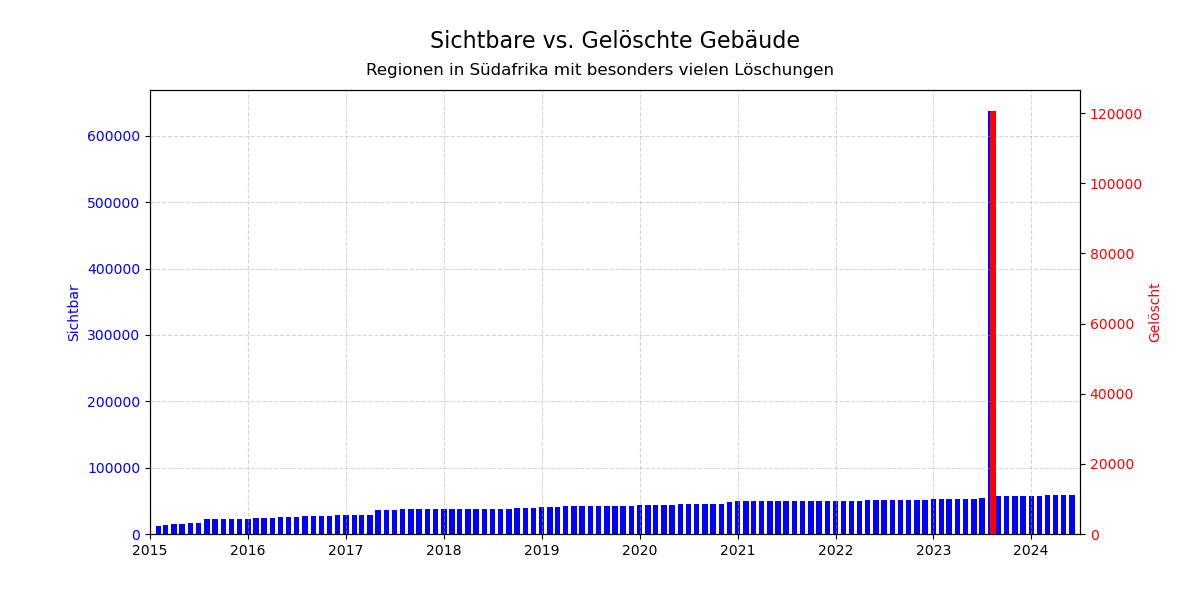 Sichtbare vs. Gelöschte Gebäude
Regionen in Südafrika mit besonders vielen Löschungen
Sichtbar
600000
500000
400000
300000
200000
100000
0
120000
100000
80000
60000
40000
20000
0
Gelöscht
2015 2016 2017 2018 2019 2020 2021 2022 2023 2024